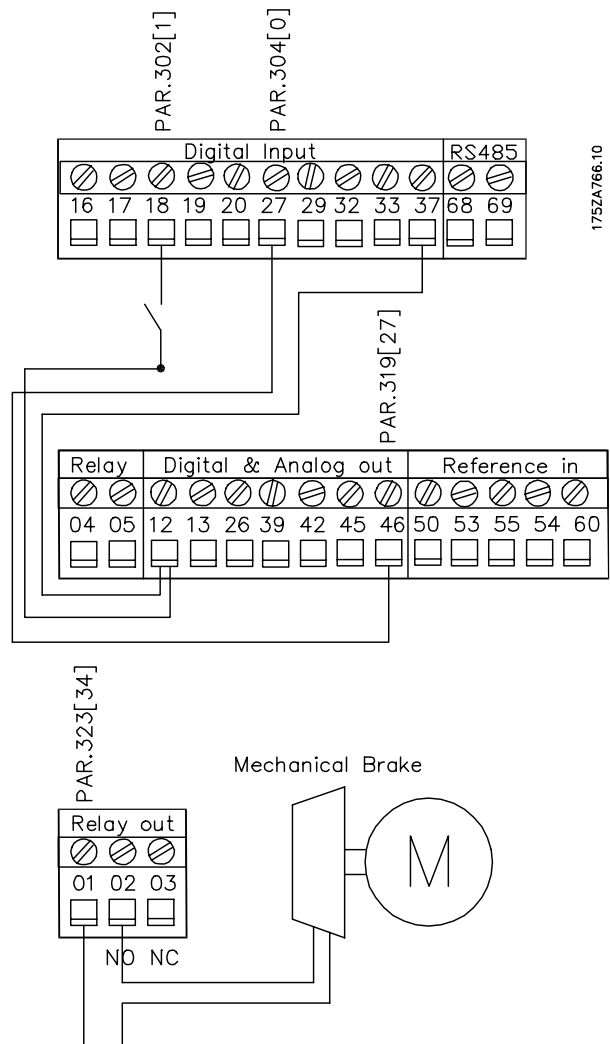 PAR.302[1]
PAR.304[0]
Digital Input RS485
16 17 18 19 20 27 29 32 33 37 68 69
175ZA766.10
PAR.319[27]
Relay Digital & Analog out Reference in
04 05 12 13 26 39 42 45 46 50 53 55 54 60
PAR.323[34]
Mechanical Brake
Relay out
01 02 03
NO NC
M